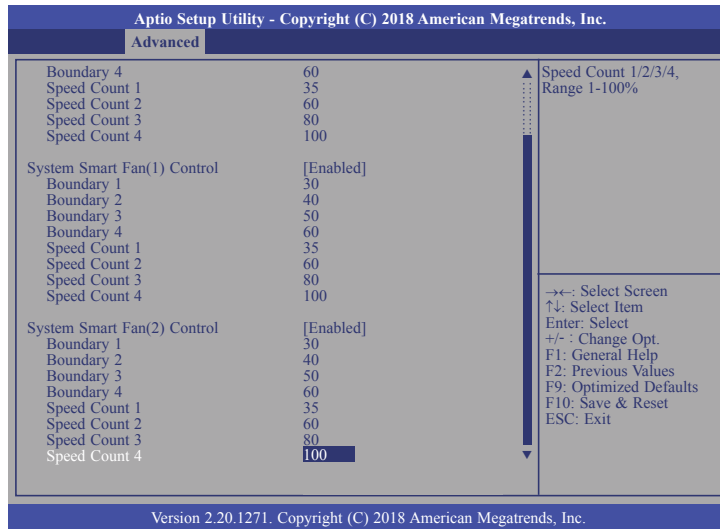 Aptio Setup Utility - Copyright (C) 2018 American Megatrends, Inc.
Advanced
Boundary 4 60
Speed Count 1 35
Speed Count 2 60
Speed Count 3 80
Speed Count 4 100
System Smart Fan(1) Control [Enabled]
Boundary 1 30
Boundary 2 40
Boundary 3 50
Boundary 4 60
Speed Count 1 35
Speed Count 2 60
Speed Count 3 80
Speed Count 4 100
System Smart Fan(2) Control [Enabled]
Boundary 1 30
Boundary 2 40
Boundary 3 50
Boundary 4 60
Speed Count 1 35
Speed Count 2 60
Speed Count 3 80
Speed Count 4 100
Speed Count 1/2/3/4,
Range 1-100%
→←: Select Screen
↑↓: Select Item
Enter: Select
+/- : Change Opt.
F1: General Help
F2: Previous Values
F9: Optimized Defaults
F10: Save & Reset
ESC: Exit
Version 2.20.1271. Copyright (C) 2018 American Megatrends, Inc.